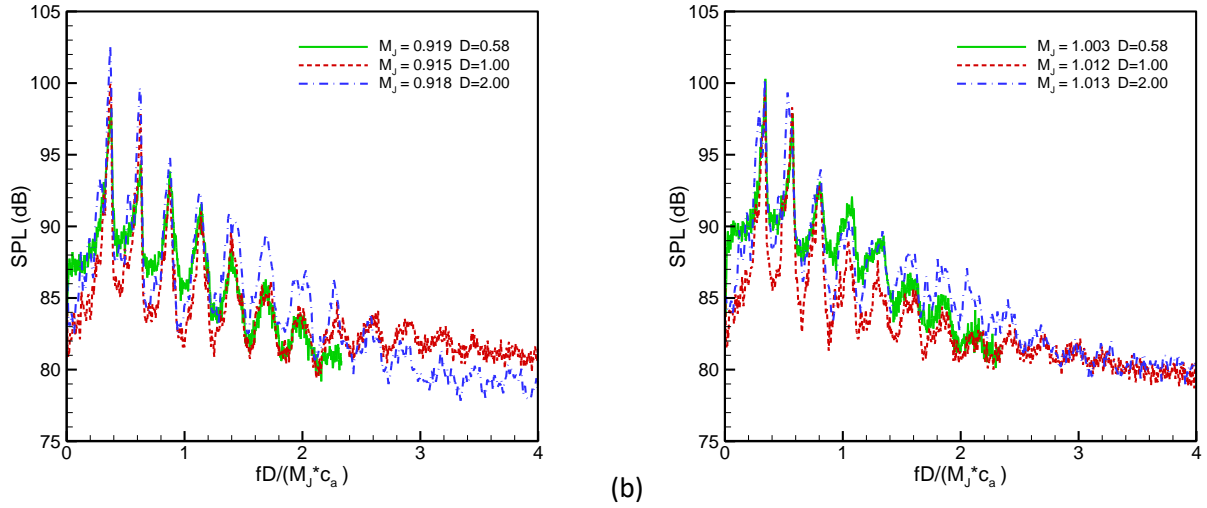 105
100
95
90
85
80
75
SPL (dB)
M_J = 0.919 D=0.58
M_J = 0.915 D=1.00
M_J = 0.918 D=2.00
0 1 2 3 4
fD/(M_J*c_a )
(b)
105
100
95
90
85
80
75
SPL (dB)
M_J = 1.003 D=0.58
M_J = 1.012 D=1.00
M_J = 1.013 D=2.00
0 1 2 3 4
fD/(M_J*c_a )